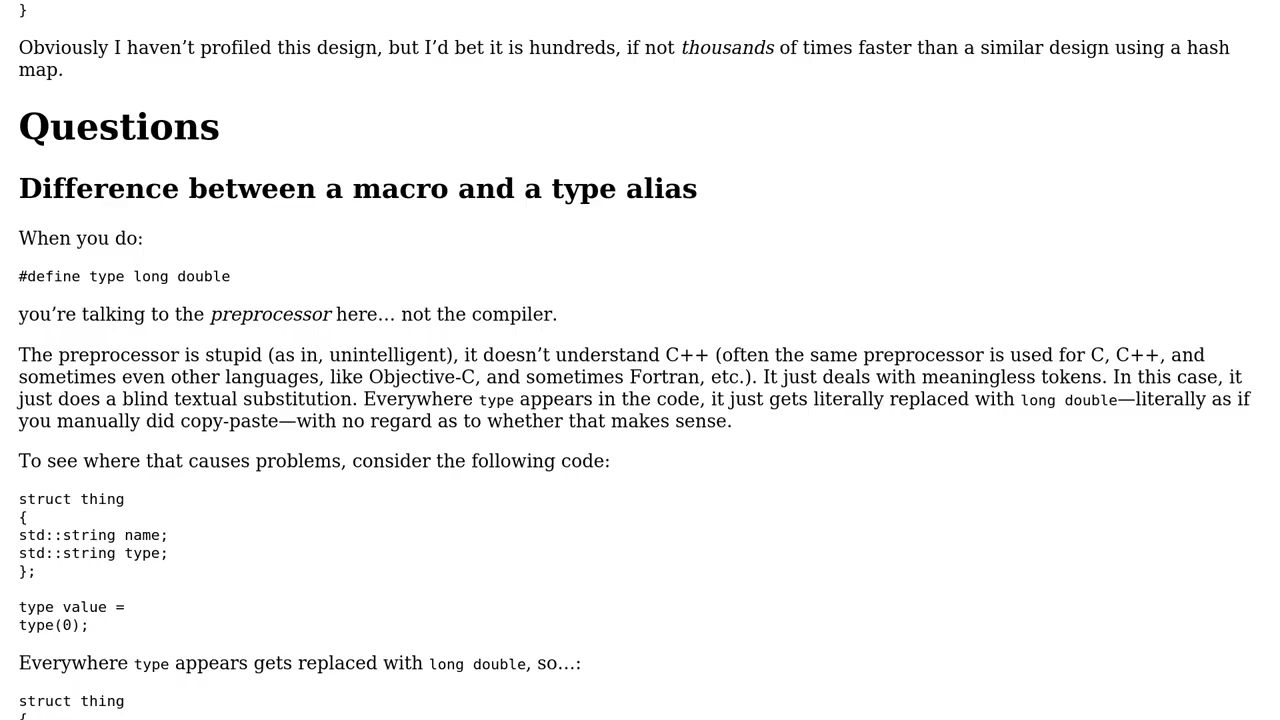 }
Obviously I haven’t profiled this design, but I’d bet it is hundreds, if not thousands of times faster than a similar design using a hash
map.
Questions
Difference between a macro and a type alias
When you do:
#define type long double
you’re talking to the preprocessor here… not the compiler.
The preprocessor is stupid (as in, unintelligent), it doesn’t understand C++ (often the same preprocessor is used for C, C++, and
sometimes even other languages, like Objective-C, and sometimes Fortran, etc.). It just deals with meaningless tokens. In this case, it
just does a blind textual substitution. Everywhere type appears in the code, it just gets literally replaced with long double—literally as if
you manually did copy-paste—with no regard as to whether that makes sense.
To see where that causes problems, consider the following code:
struct thing
{
std::string name;
std::string type;
};
type value =
type(0);
Everywhere type appears gets replaced with long double, so…:
struct thing
{